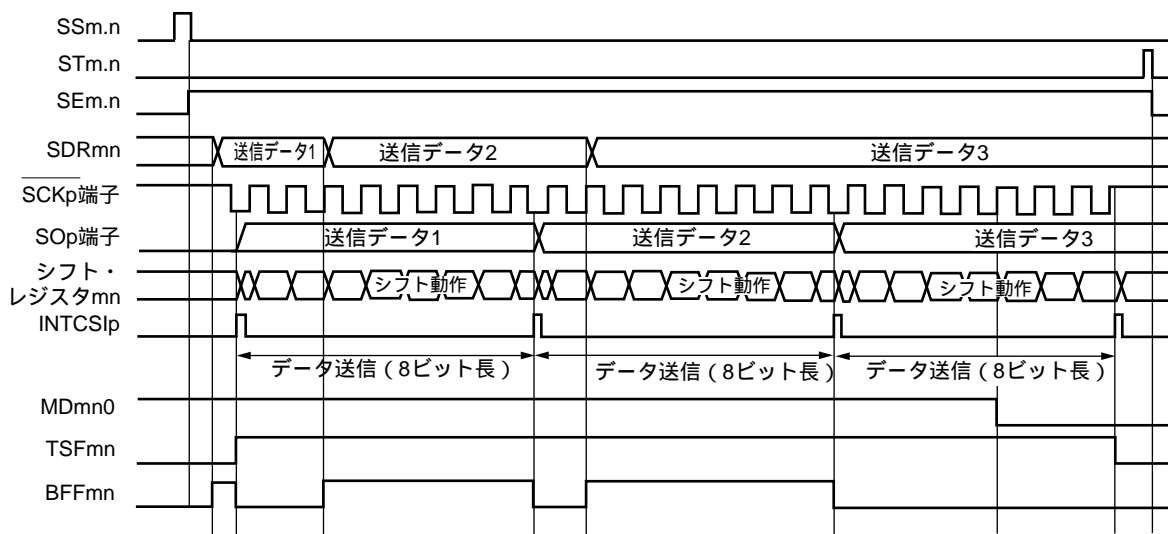 SSm.n
STm.n
SEm.n
SDRmn 送信データ1 送信データ2 送信データ3
SCKp端子
SOp端子 送信データ1 送信データ2 送信データ3
シフト・
レジスタmn シフト動作 シフト動作 シフト動作
INTCSIp
データ送信（8ビット長） データ送信（8ビット長） データ送信（8ビット長）
MDmn0
TSFmn
BFFmn